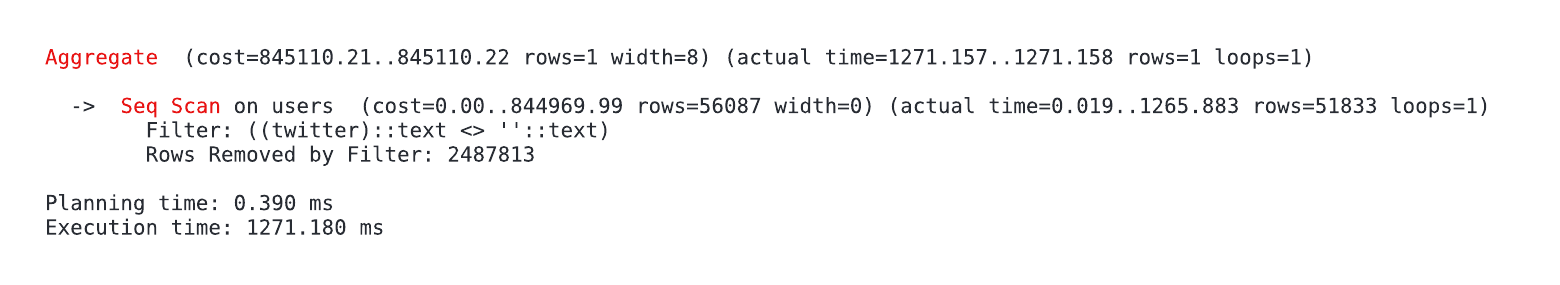 Aggregate  (cost=845110.21..845110.22 rows=1 width=8) (actual time=1271.157..1271.158 rows=1 loops=1)
  ->  Seq Scan on users  (cost=0.00..844969.99 rows=56087 width=0) (actual time=0.019..1265.883 rows=51833 loops=1)
        Filter: ((twitter)::text <> ''::text)
        Rows Removed by Filter: 2487813
Planning time: 0.390 ms
Execution time: 1271.180 ms